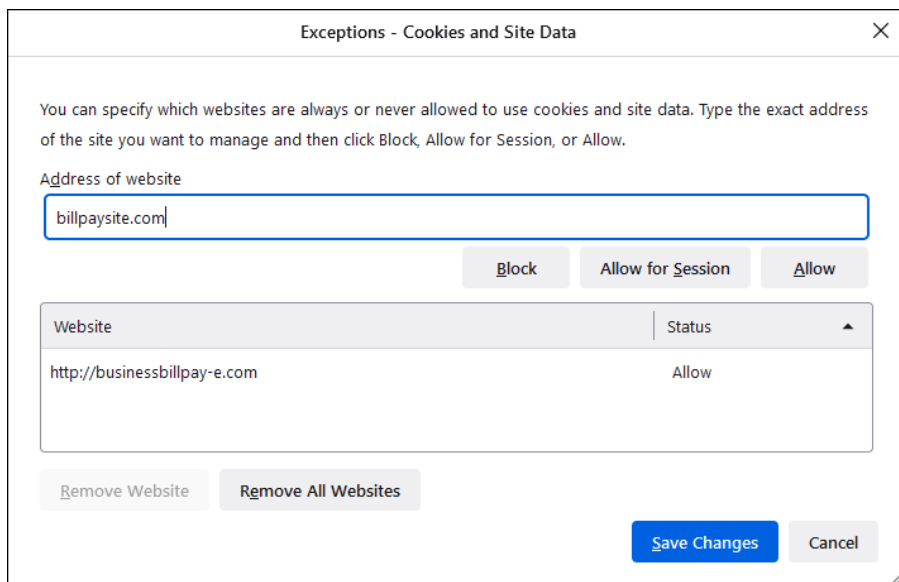 Exceptions - Cookies and Site Data
You can specify which websites are always or never allowed to use cookies and site data. Type the exact address
of the site you want to manage and then click Block, Allow for Session, or Allow.
Address of website
billpaysite.com
Block Allow for Session Allow
Website Status
http://businessbillpay-e.com Allow
Remove Website Remove All Websites
Save Changes Cancel